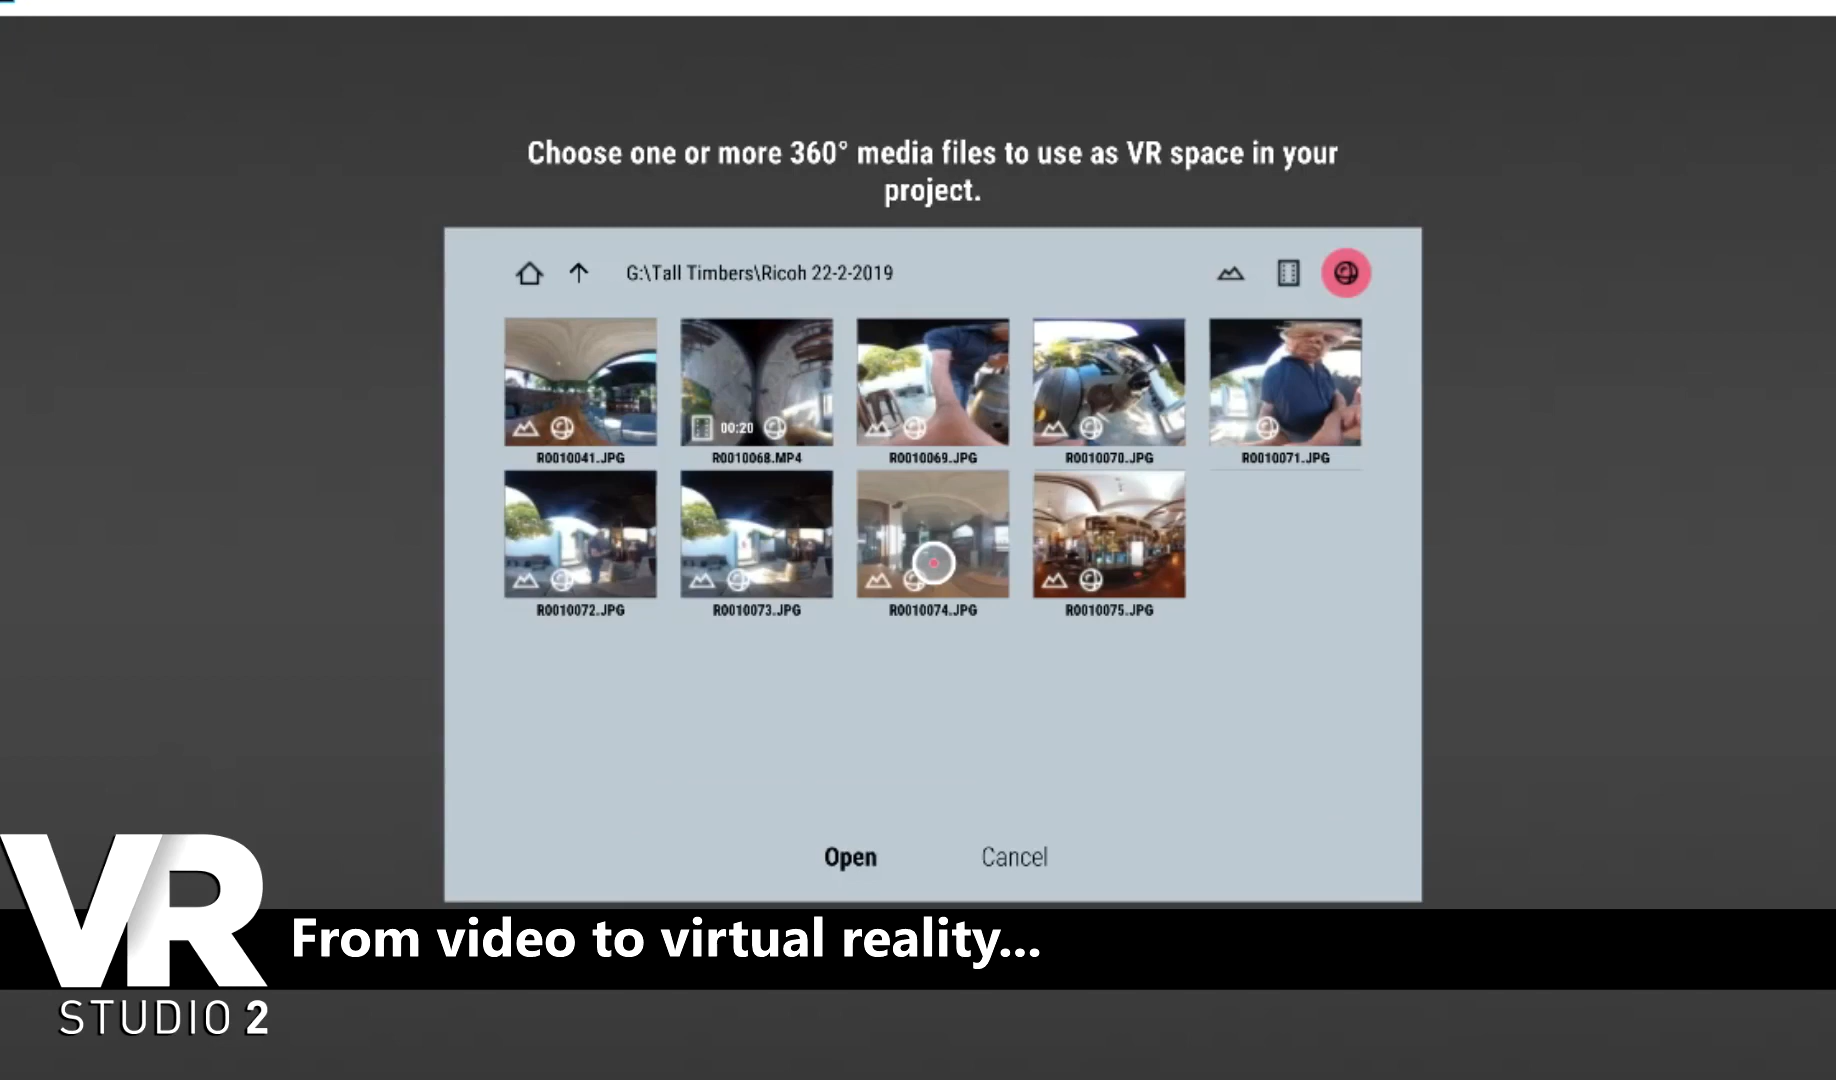 Choose one or more 360° media files to use as VR space in your
project.
G:\Tall Timbers\Ricoh 22-2-2019
00:20
R0010041.JPG
R0010068.MP4
R0010069.JPG
R0010070.JPG
R0010071.JPG
R0010072.JPG
R0010073.JPG
R0010074.JPG
R0010075.JPG
Open
Cancel
VR
From video to virtual reality...
STUDIO 2